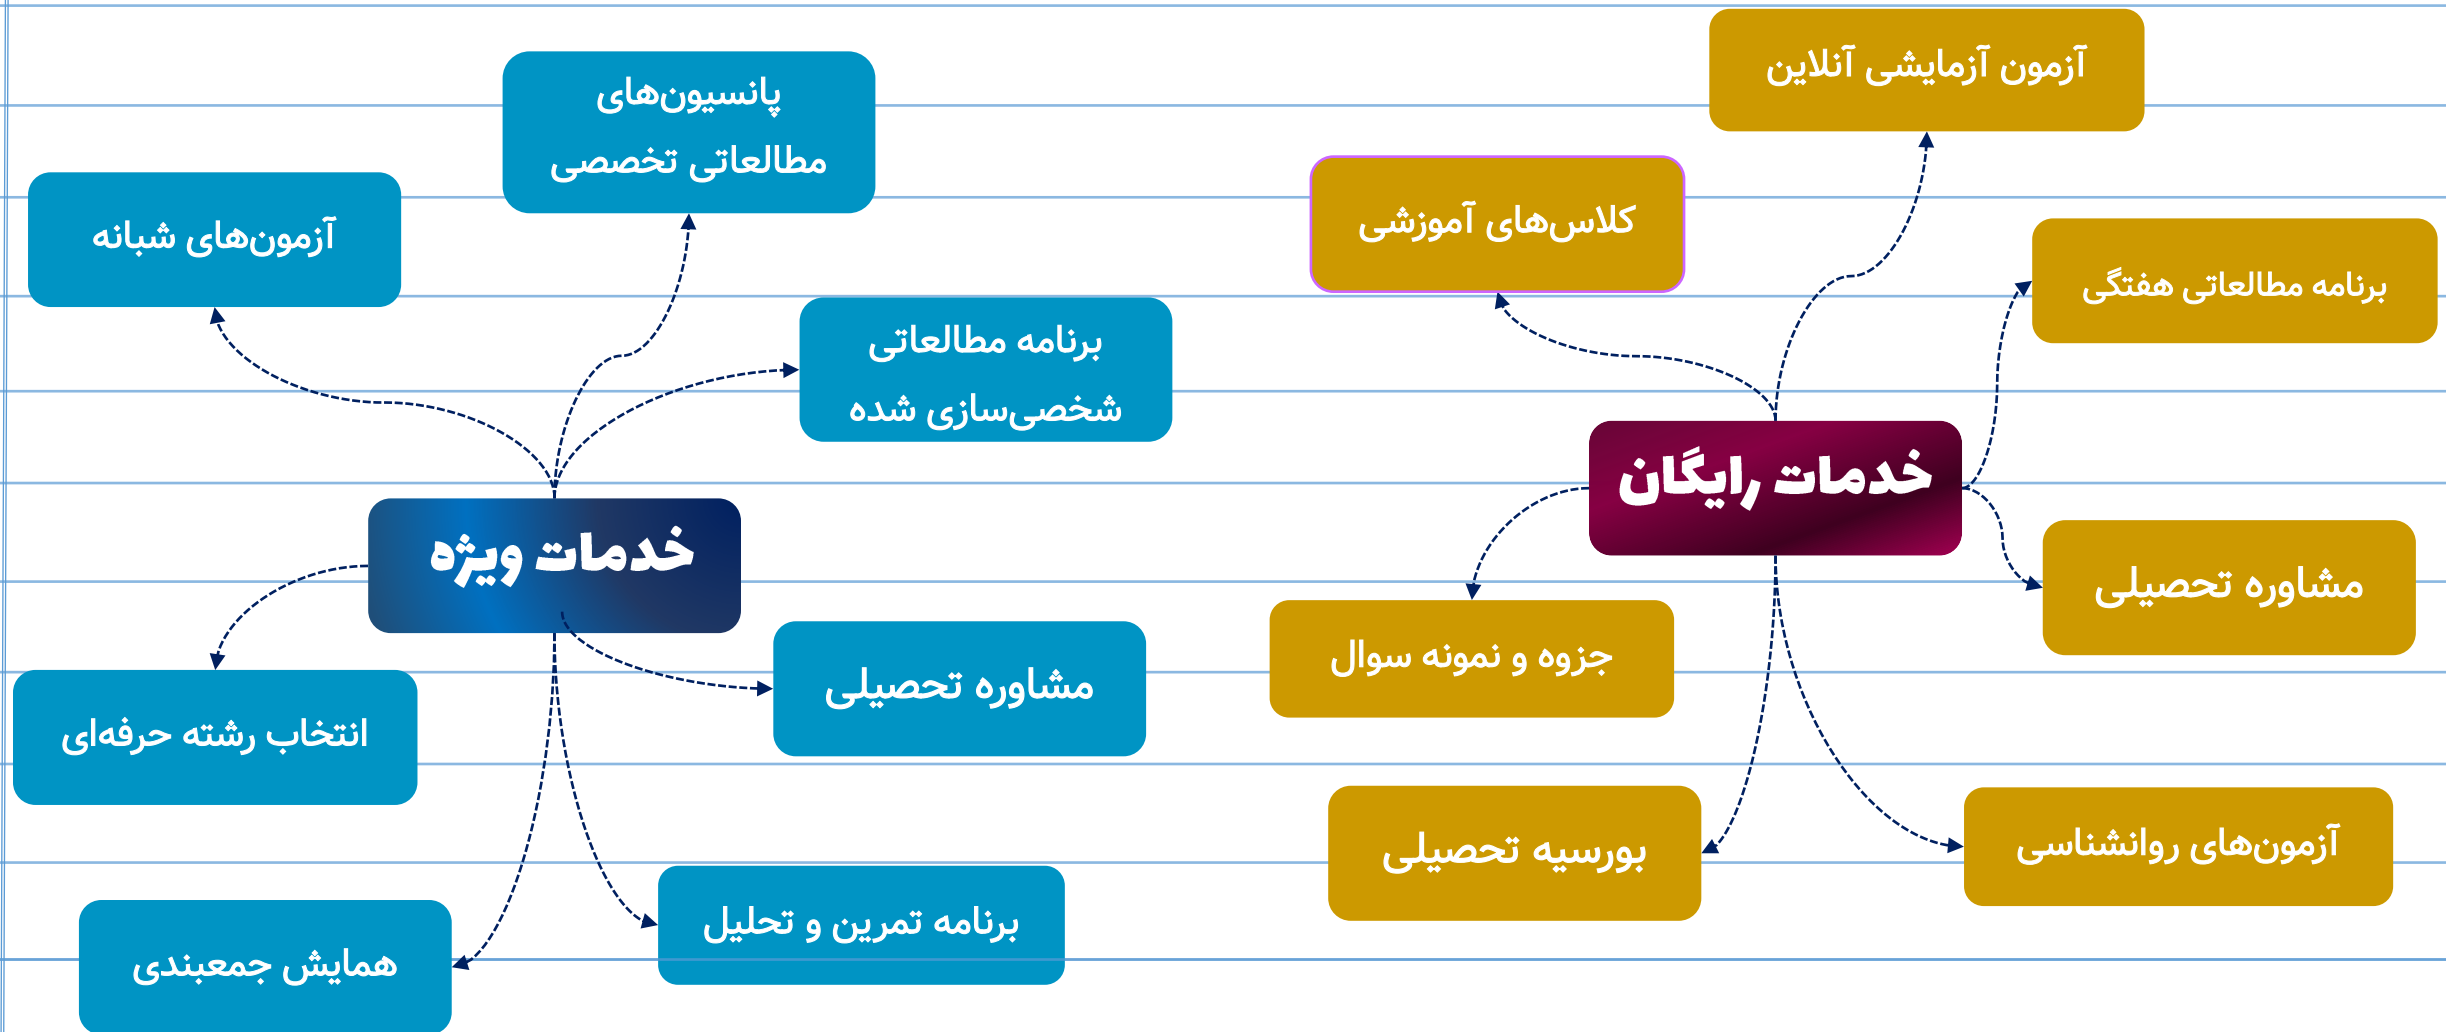 آزمون آزمایشی آنلاین
کلاس‌های آموزشی
برنامه مطالعاتی هفتگی
خدمات رایگان
مشاوره تحصیلی
جزوه و نمونه سوال
بورسیه تحصیلی
آزمون‌های روانشناسی
پانسیون‌های
مطالعاتی تخصصی
آزمون‌های شبانه
برنامه مطالعاتی
شخصی‌سازی شده
خدمات ویژه
مشاوره تحصیلی
انتخاب رشته حرفه‌ای
برنامه تمرین و تحلیل
همایش جمعبندی